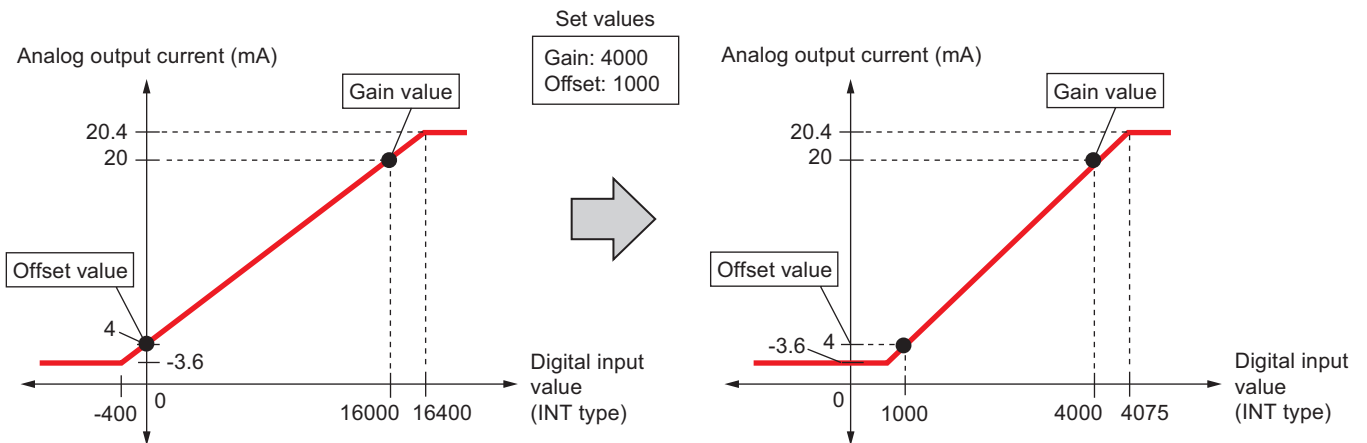 Set values
Gain: 4000
Offset: 1000
Analog output current (mA)
Gain value
20.4
20
Offset value
4
-3.6
-400
0
16000
16400
Digital input
value
(INT type)
Analog output current (mA)
Gain value
20.4
20
Offset value
4
-3.6
0
1000
4000
4075
Digital input
value
(INT type)